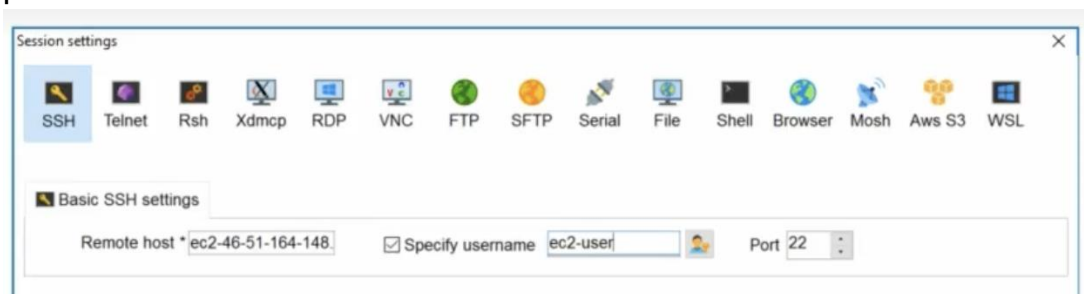 Session settings
SSH Telnet Rsh Xdmcp RDP VNC FTP SFTP Serial File Shell Browser Mosh Aws S3 WSL
Basic SSH settings
Remote host * ec2-46-51-164-148. Specify username ec2-user Port 22